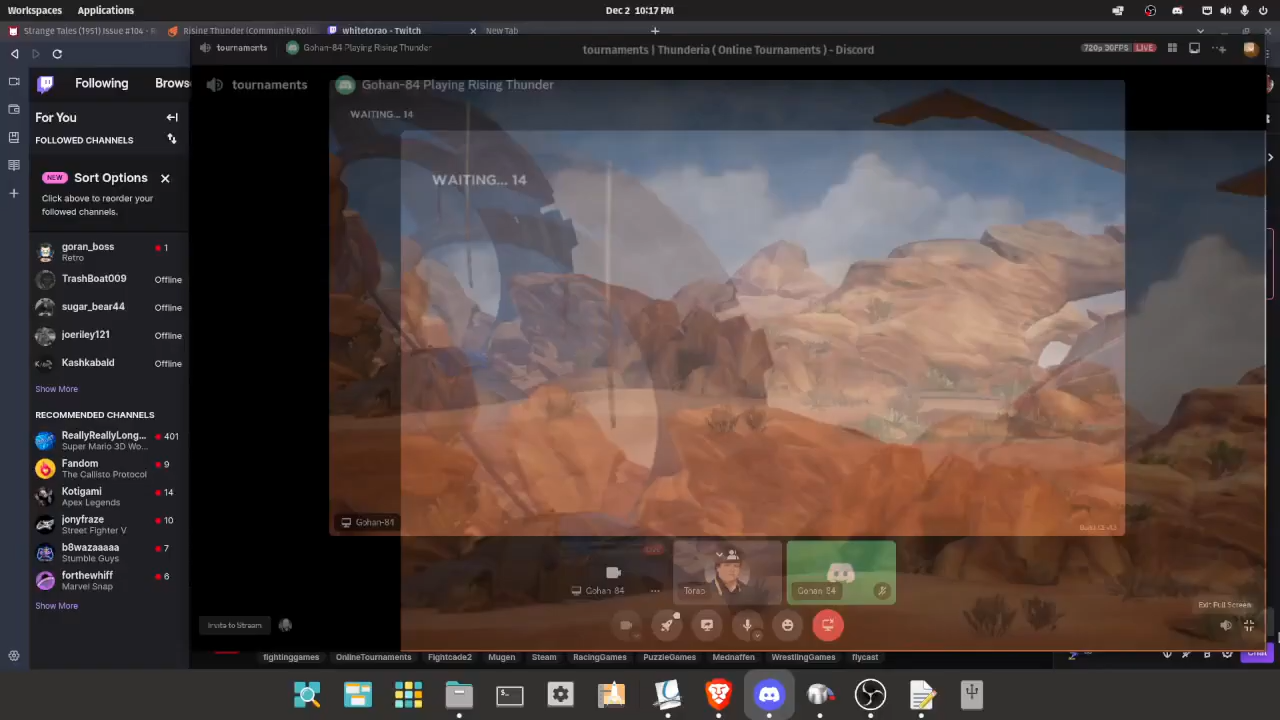 Workspaces Applications Dec 2 10:17 PM
Strange Tales (1951) Issue #104 - R
Rising Thunder (Community Roll
whitetorao - Twitch
New Tab
tournaments Gohan-84 Playing Rising Thunder
tournaments | Thunderia ( Online Tournaments ) - Discord
720p 30FPS LIVE
Following Brows
tournaments
Gohan-84 Playing Rising Thunder
WAITING... 14
WAITING... 14
For You
FOLLOWED CHANNELS
NEW Sort Options
Click above to reorder your
followed channels.
goran_boss 1
Retro
TrashBoat009 Offline
sugar_bear44 Offline
joeriley121 Offline
Kashkabald Offline
Show More
RECOMMENDED CHANNELS
ReallyReallyLong... 401
Super Mario 3D Wo...
Fandom 9
The Callisto Protocol
Kotigami 14
Apex Legends
jonyfraze 10
Street Fighter V
b8wazaaaaa 7
Stumble Guys
forthewhiff 6
Marvel Snap
Show More
Gohan-84
LIVE
Gohan-84
Torao
Gohan-84
Exit Full Screen
Invite to Stream
fightinggames OnlineTournaments Fightcade2 Mugen Steam RacingGames PuzzleGames Mednaffen WrestlingGames flycast
Chat